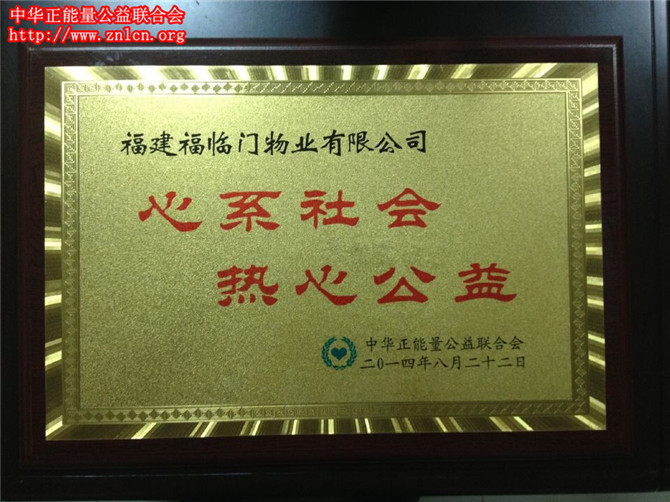 中华正能量公益联合会
http://www.znlcn.org
福建福临门物业有限公司
心系社会
热心公益
中华正能量公益联合会
二0一四年八月二十二日